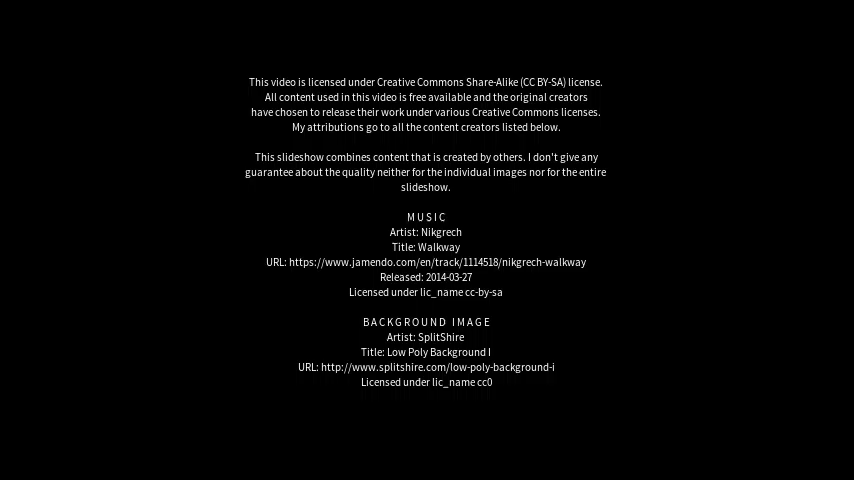 This video is licensed under Creative Commons Share-Alike (CC BY-SA) license.
All content used in this video is free available and the original creators
have chosen to release their work under various Creative Commons licenses.
My attributions go to all the content creators listed below.
This slideshow combines content that is created by others. I don't give any
guarantee about the quality neither for the individual images nor for the entire
slideshow.
MUSIC
Artist: Nikgrech
Title: Walkway
URL: https://www.jamendo.com/en/track/1114518/nikgrech-walkway
Released: 2014-03-27
Licensed under lic_name cc-by-sa
BACKGROUND IMAGE
Artist: SplitShire
Title: Low Poly Background I
URL: http://www.splitshire.com/low-poly-background-i
Licensed under lic_name cc0